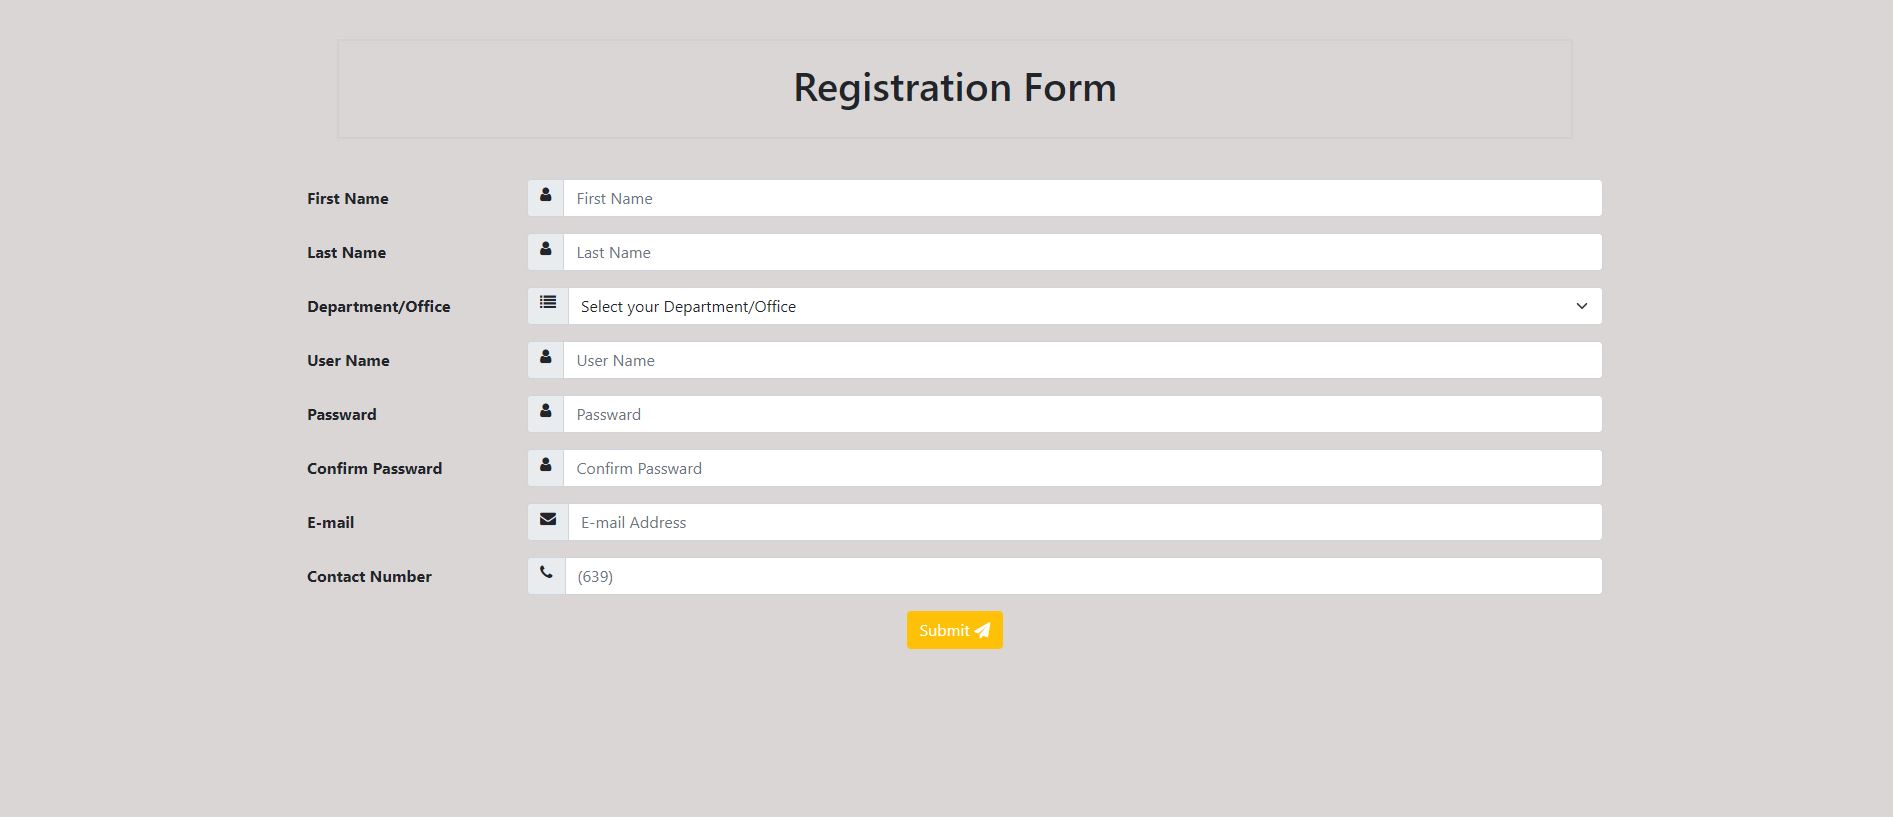 Registration Form
First Name First Name
Last Name Last Name
Department/Office Select your Department/Office
User Name User Name
Passward Passward
Confirm Passward Confirm Passward
E-mail E-mail Address
Contact Number (639)
Submit